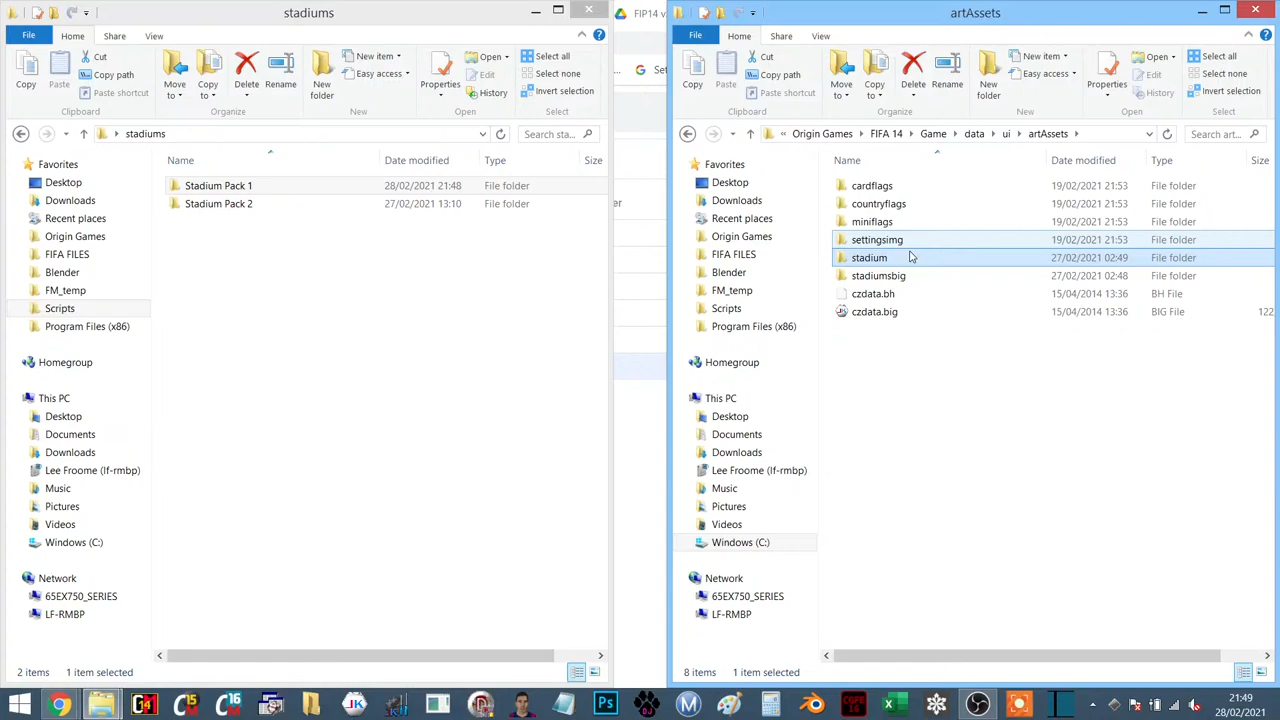 stadiums
File
Home
Share
View
Copy
Paste
Cut
Copy path
Paste shortcut
Clipboard
Move to
Copy to
Delete
Rename
Organize
New folder
New item
Easy access
New
Properties
Open
Edit
History
Open
Select all
Select none
Invert selection
Select
stadiums
Search sta...
Name
Date modified
Type
Size
Stadium Pack 1 28/02/2021 21:48 File folder
Stadium Pack 2 27/02/2021 13:10 File folder
Favorites
Desktop
Downloads
Recent places
Origin Games
FIFA FILES
Blender
FM_temp
Scripts
Program Files (x86)
Homegroup
This PC
Desktop
Documents
Downloads
Lee Froome (lf-rmbp)
Music
Pictures
Videos
Windows (C:)
Network
65EX750_SERIES
LF-RMBP
2 items 1 item selected
FIP14 v
Set
er
artAssets
File
Home
Share
View
Copy
Paste
Cut
Copy path
Paste shortcut
Clipboard
Move to
Copy to
Delete
Rename
Organize
New folder
New item
Easy access
New
Properties
Open
Edit
History
Open
Select all
Select none
Invert selection
Select
« Origin Games FIFA 14 Game data ui artAssets
Search art...
Name
Date modified
Type
Size
cardflags 19/02/2021 21:53 File folder
countryflags 19/02/2021 21:53 File folder
miniflags 19/02/2021 21:53 File folder
settingsimg 19/02/2021 21:53 File folder
stadium 27/02/2021 02:49 File folder
stadiumsbig 27/02/2021 02:48 File folder
czdata.bh 15/04/2014 13:36 BH File
czdata.big 15/04/2014 13:36 BIG File 122
Favorites
Desktop
Downloads
Recent places
Origin Games
FIFA FILES
Blender
FM_temp
Scripts
Program Files (x86)
Homegroup
This PC
Desktop
Documents
Downloads
Lee Froome (lf-rmbp)
Music
Pictures
Videos
Windows (C:)
Network
65EX750_SERIES
LF-RMBP
8 items 1 item selected
14
15
16
JK
Ps
21:49
28/02/2021